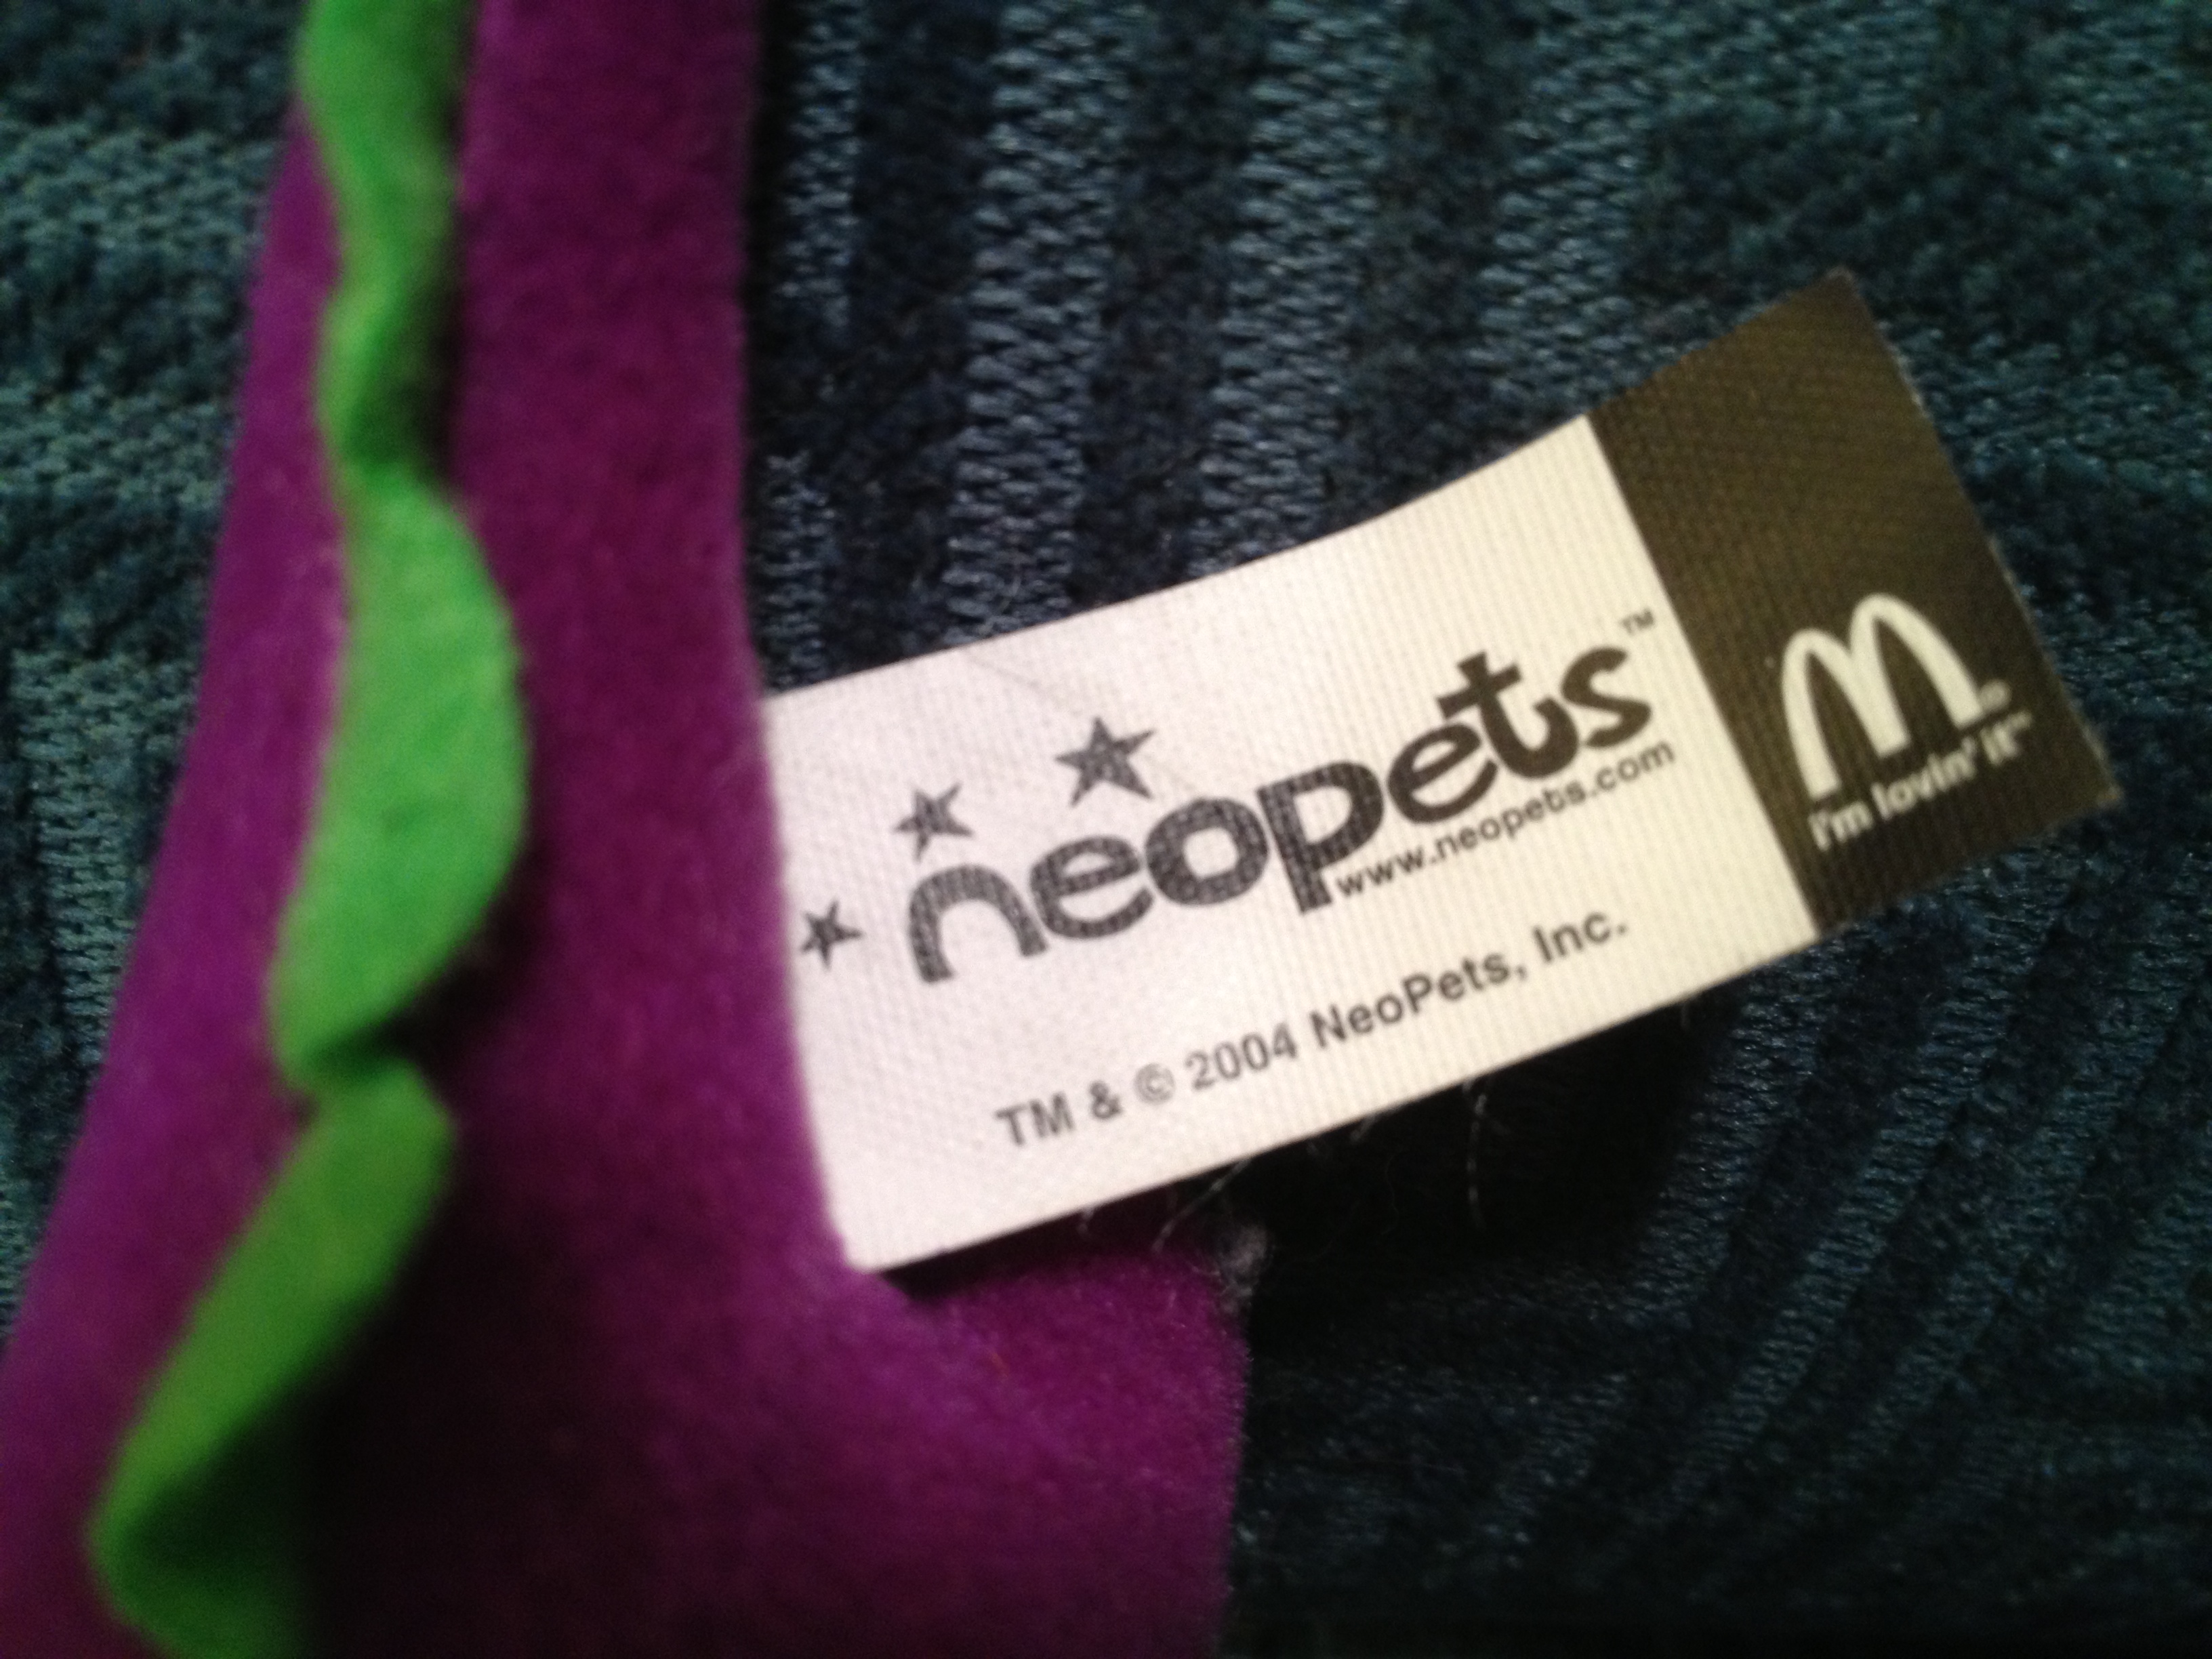 neopets™
www.neopets.com
TM & © 2004 NeoPets, Inc.
i'm lovin' it™